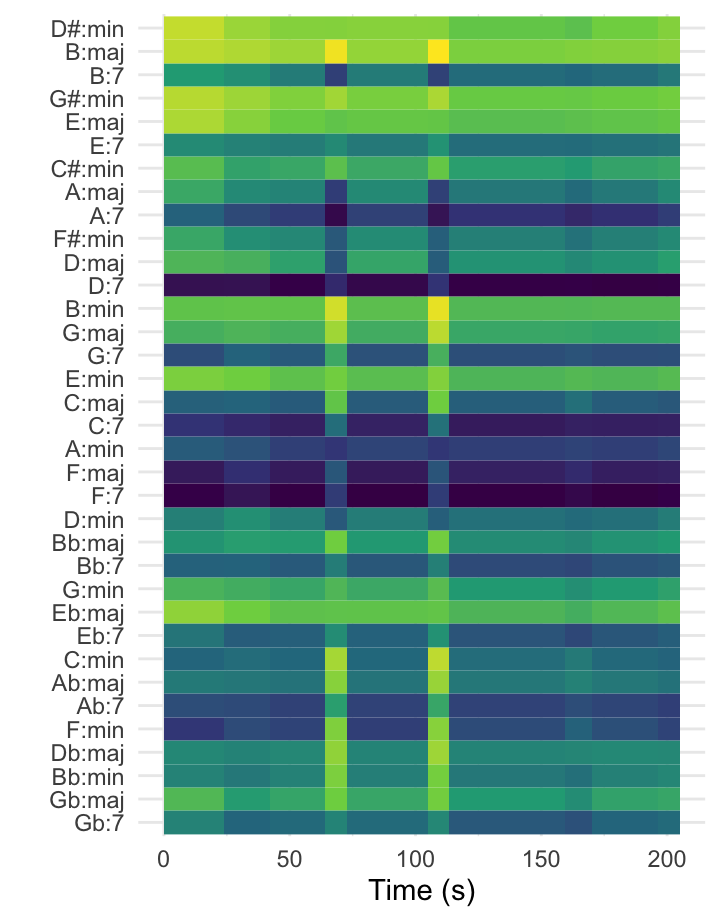 D#:min
B:maj
B:7
G#:min
E:maj
E:7
C#:min
A:maj
A:7
F#:min
D:maj
D:7
B:min
G:maj
G:7
E:min
C:maj
C:7
A:min
F:maj
F:7
D:min
Bb:maj
Bb:7
G:min
Eb:maj
Eb:7
C:min
Ab:maj
Ab:7
F:min
Db:maj
Bb:min
Gb:maj
Gb:7
0 50 100 150 200
Time (s)